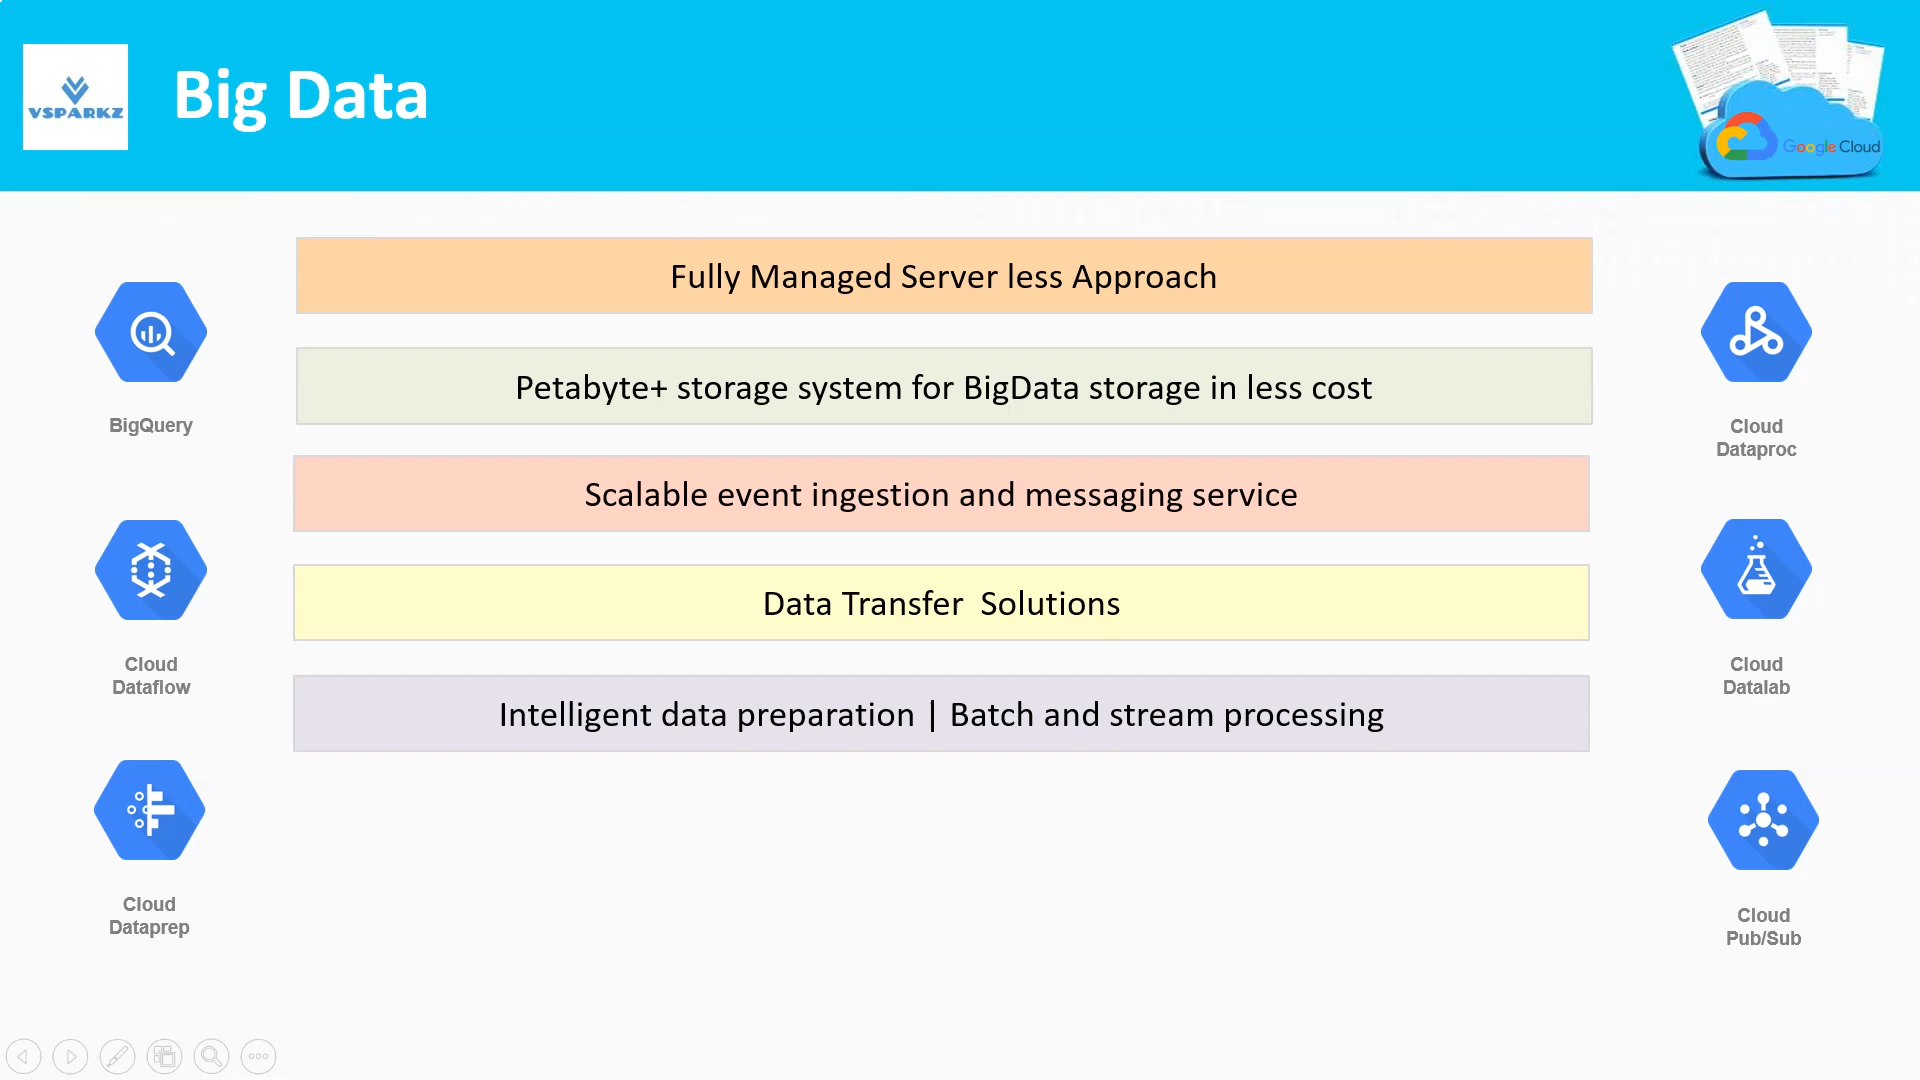 VSPARKZ
Big Data
Google Cloud
Fully Managed Server less Approach
Petabyte+ storage system for BigData storage in less cost
Scalable event ingestion and messaging service
Data Transfer  Solutions
Intelligent data preparation | Batch and stream processing
BigQuery
Cloud
Dataflow
Cloud
Dataprep
Cloud
Dataproc
Cloud
Datalab
Cloud
Pub/Sub